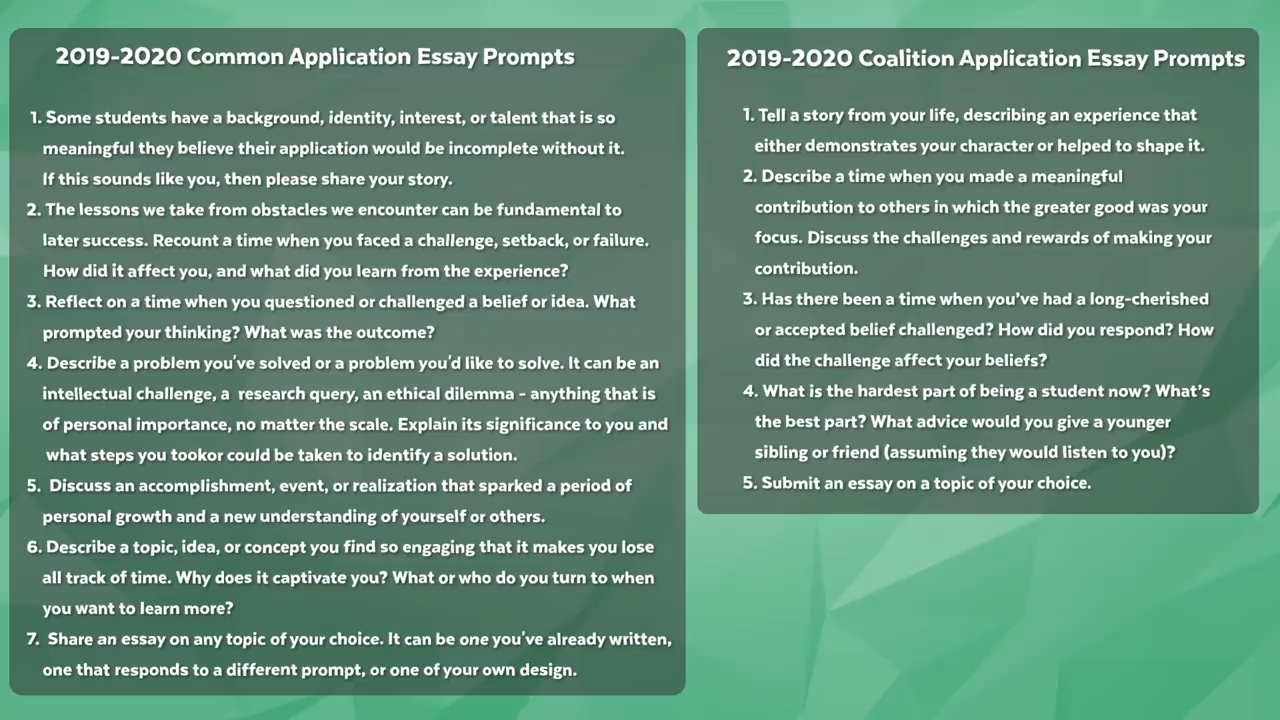 2019-2020 Common Application Essay Prompts
1. Some students have a background, identity, interest, or talent that is so
meaningful they believe their application would be incomplete without it.
If this sounds like you, then please share your story.
2. The lessons we take from obstacles we encounter can be fundamental to
later success. Recount a time when you faced a challenge, setback, or failure.
How did it affect you, and what did you learn from the experience?
3. Reflect on a time when you questioned or challenged a belief or idea. What
prompted your thinking? What was the outcome?
4. Describe a problem you've solved or a problem you'd like to solve. It can be an
intellectual challenge, a research query, an ethical dilemma - anything that is
of personal importance, no matter the scale. Explain its significance to you and
what steps you tookor could be taken to identify a solution.
5. Discuss an accomplishment, event, or realization that sparked a period of
personal growth and a new understanding of yourself or others.
6. Describe a topic, idea, or concept you find so engaging that it makes you lose
all track of time. Why does it captivate you? What or who do you turn to when
you want to learn more?
7. Share an essay on any topic of your choice. It can be one you've already written,
one that responds to a different prompt, or one of your own design.
2019-2020 Coalition Application Essay Prompts
1. Tell a story from your life, describing an experience that
either demonstrates your character or helped to shape it.
2. Describe a time when you made a meaningful
contribution to others in which the greater good was your
focus. Discuss the challenges and rewards of making your
contribution.
3. Has there been a time when you've had a long-cherished
or accepted belief challenged? How did you respond? How
did the challenge affect your beliefs?
4. What is the hardest part of being a student now? What's
the best part? What advice would you give a younger
sibling or friend (assuming they would listen to you)?
5. Submit an essay on a topic of your choice.